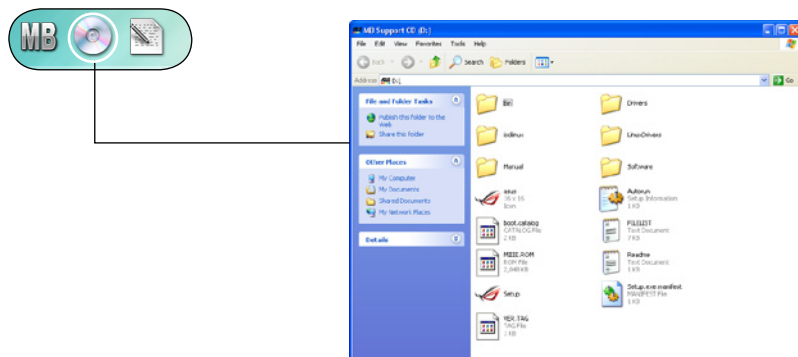 MB
MB Support CD (D:)
File Edit View Favorites Tools Help
Back Search Folders
Address D:\ Go
File and Folder Tasks
Publish this folder to the
Web
Share this folder
Other Places
My Computer
My Documents
Shared Documents
My Network Places
Details
Bin
Drivers
isolinux
LinuxDrivers
Manual
Software
asus
16 x 16
Icon
Autorun
Setup Information
1 KB
boot.catalog
CATALOG File
2 KB
FILELIST
Text Document
7 KB
ROM File
2,048 KB
Readme
Text Document
1 KB
Setup
Setup.exe.manifest
MANIFEST File
1 KB
VER.TAG
TAG File
1 KB